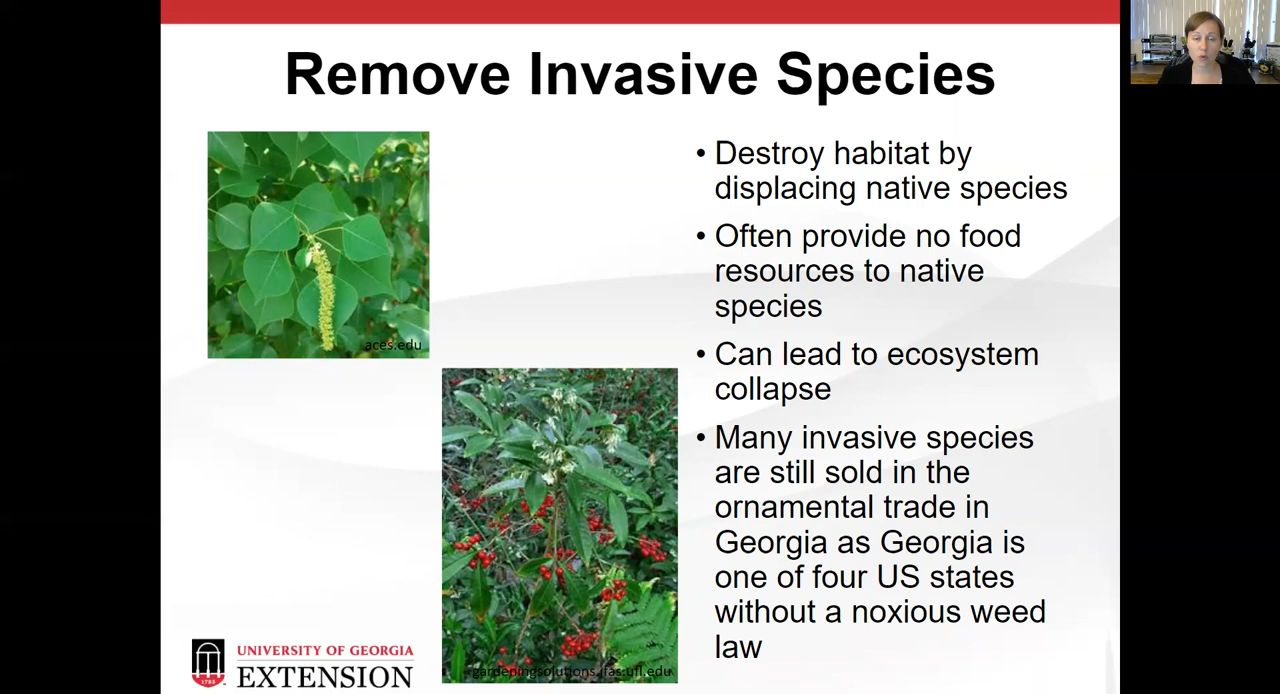 Remove Invasive Species
• Destroy habitat by
displacing native species
• Often provide no food
resources to native
species
• Can lead to ecosystem
collapse
• Many invasive species
are still sold in the
ornamental trade in
Georgia as Georgia is
one of four US states
without a noxious weed
law
aces.edu
gardeningsolutions.ifas.ufl.edu
1785
UNIVERSITY OF GEORGIA
EXTENSION